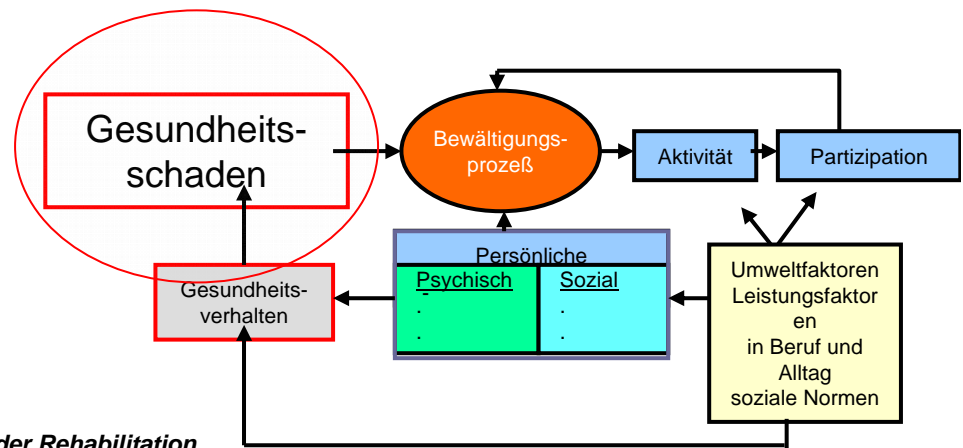 Gesundheits-
schaden
Bewältigungs-
prozeß
Aktivität
Partizipation
Persönliche
Psychisch
-
.
.
Sozial
.
.
Gesundheits-
verhalten
Umweltfaktoren
Leistungsfaktor
en
in Beruf und
Alltag
soziale Normen
der Rehabilitation